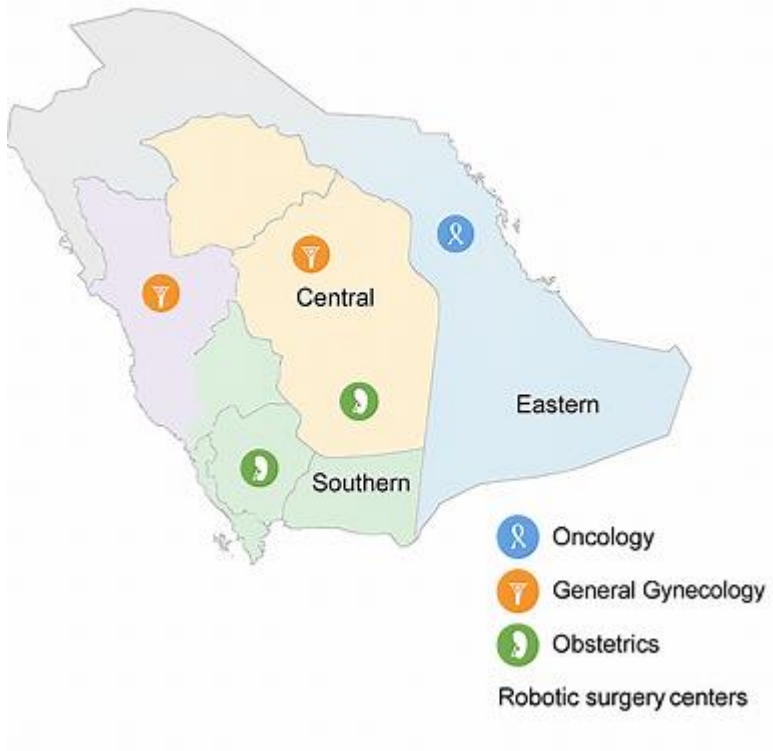 Central
Eastern
Southern
Oncology
General Gynecology
Obstetrics
Robotic surgery centers